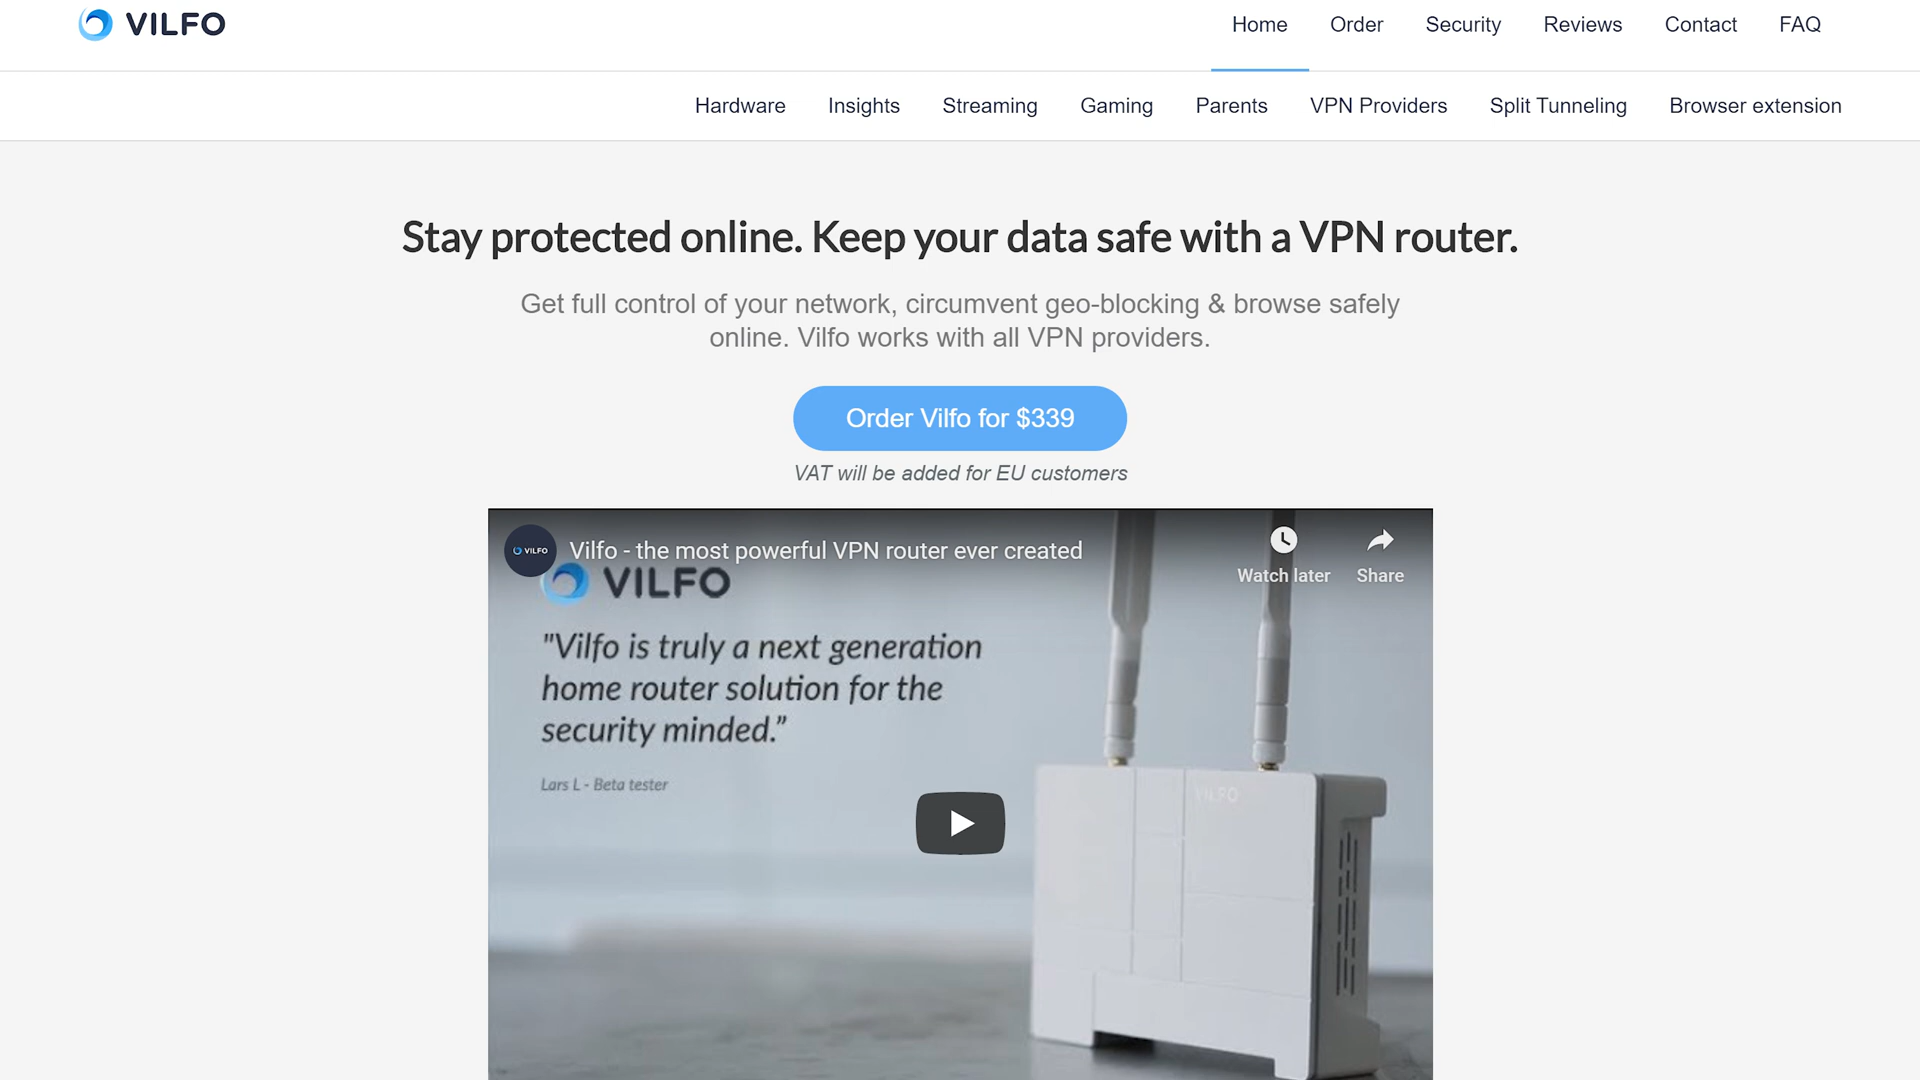 VILFO
Home Order Security Reviews Contact FAQ
Hardware Insights Streaming Gaming Parents VPN Providers Split Tunneling Browser extension
Stay protected online. Keep your data safe with a VPN router.
Get full control of your network, circumvent geo-blocking & browse safely
online. Vilfo works with all VPN providers.
Order Vilfo for $339
VAT will be added for EU customers
VILFO
Vilfo - the most powerful VPN router ever created
Watch later Share
VILFO
"Vilfo is truly a next generation
home router solution for the
security minded.”
Lars L - Beta tester
VILFO